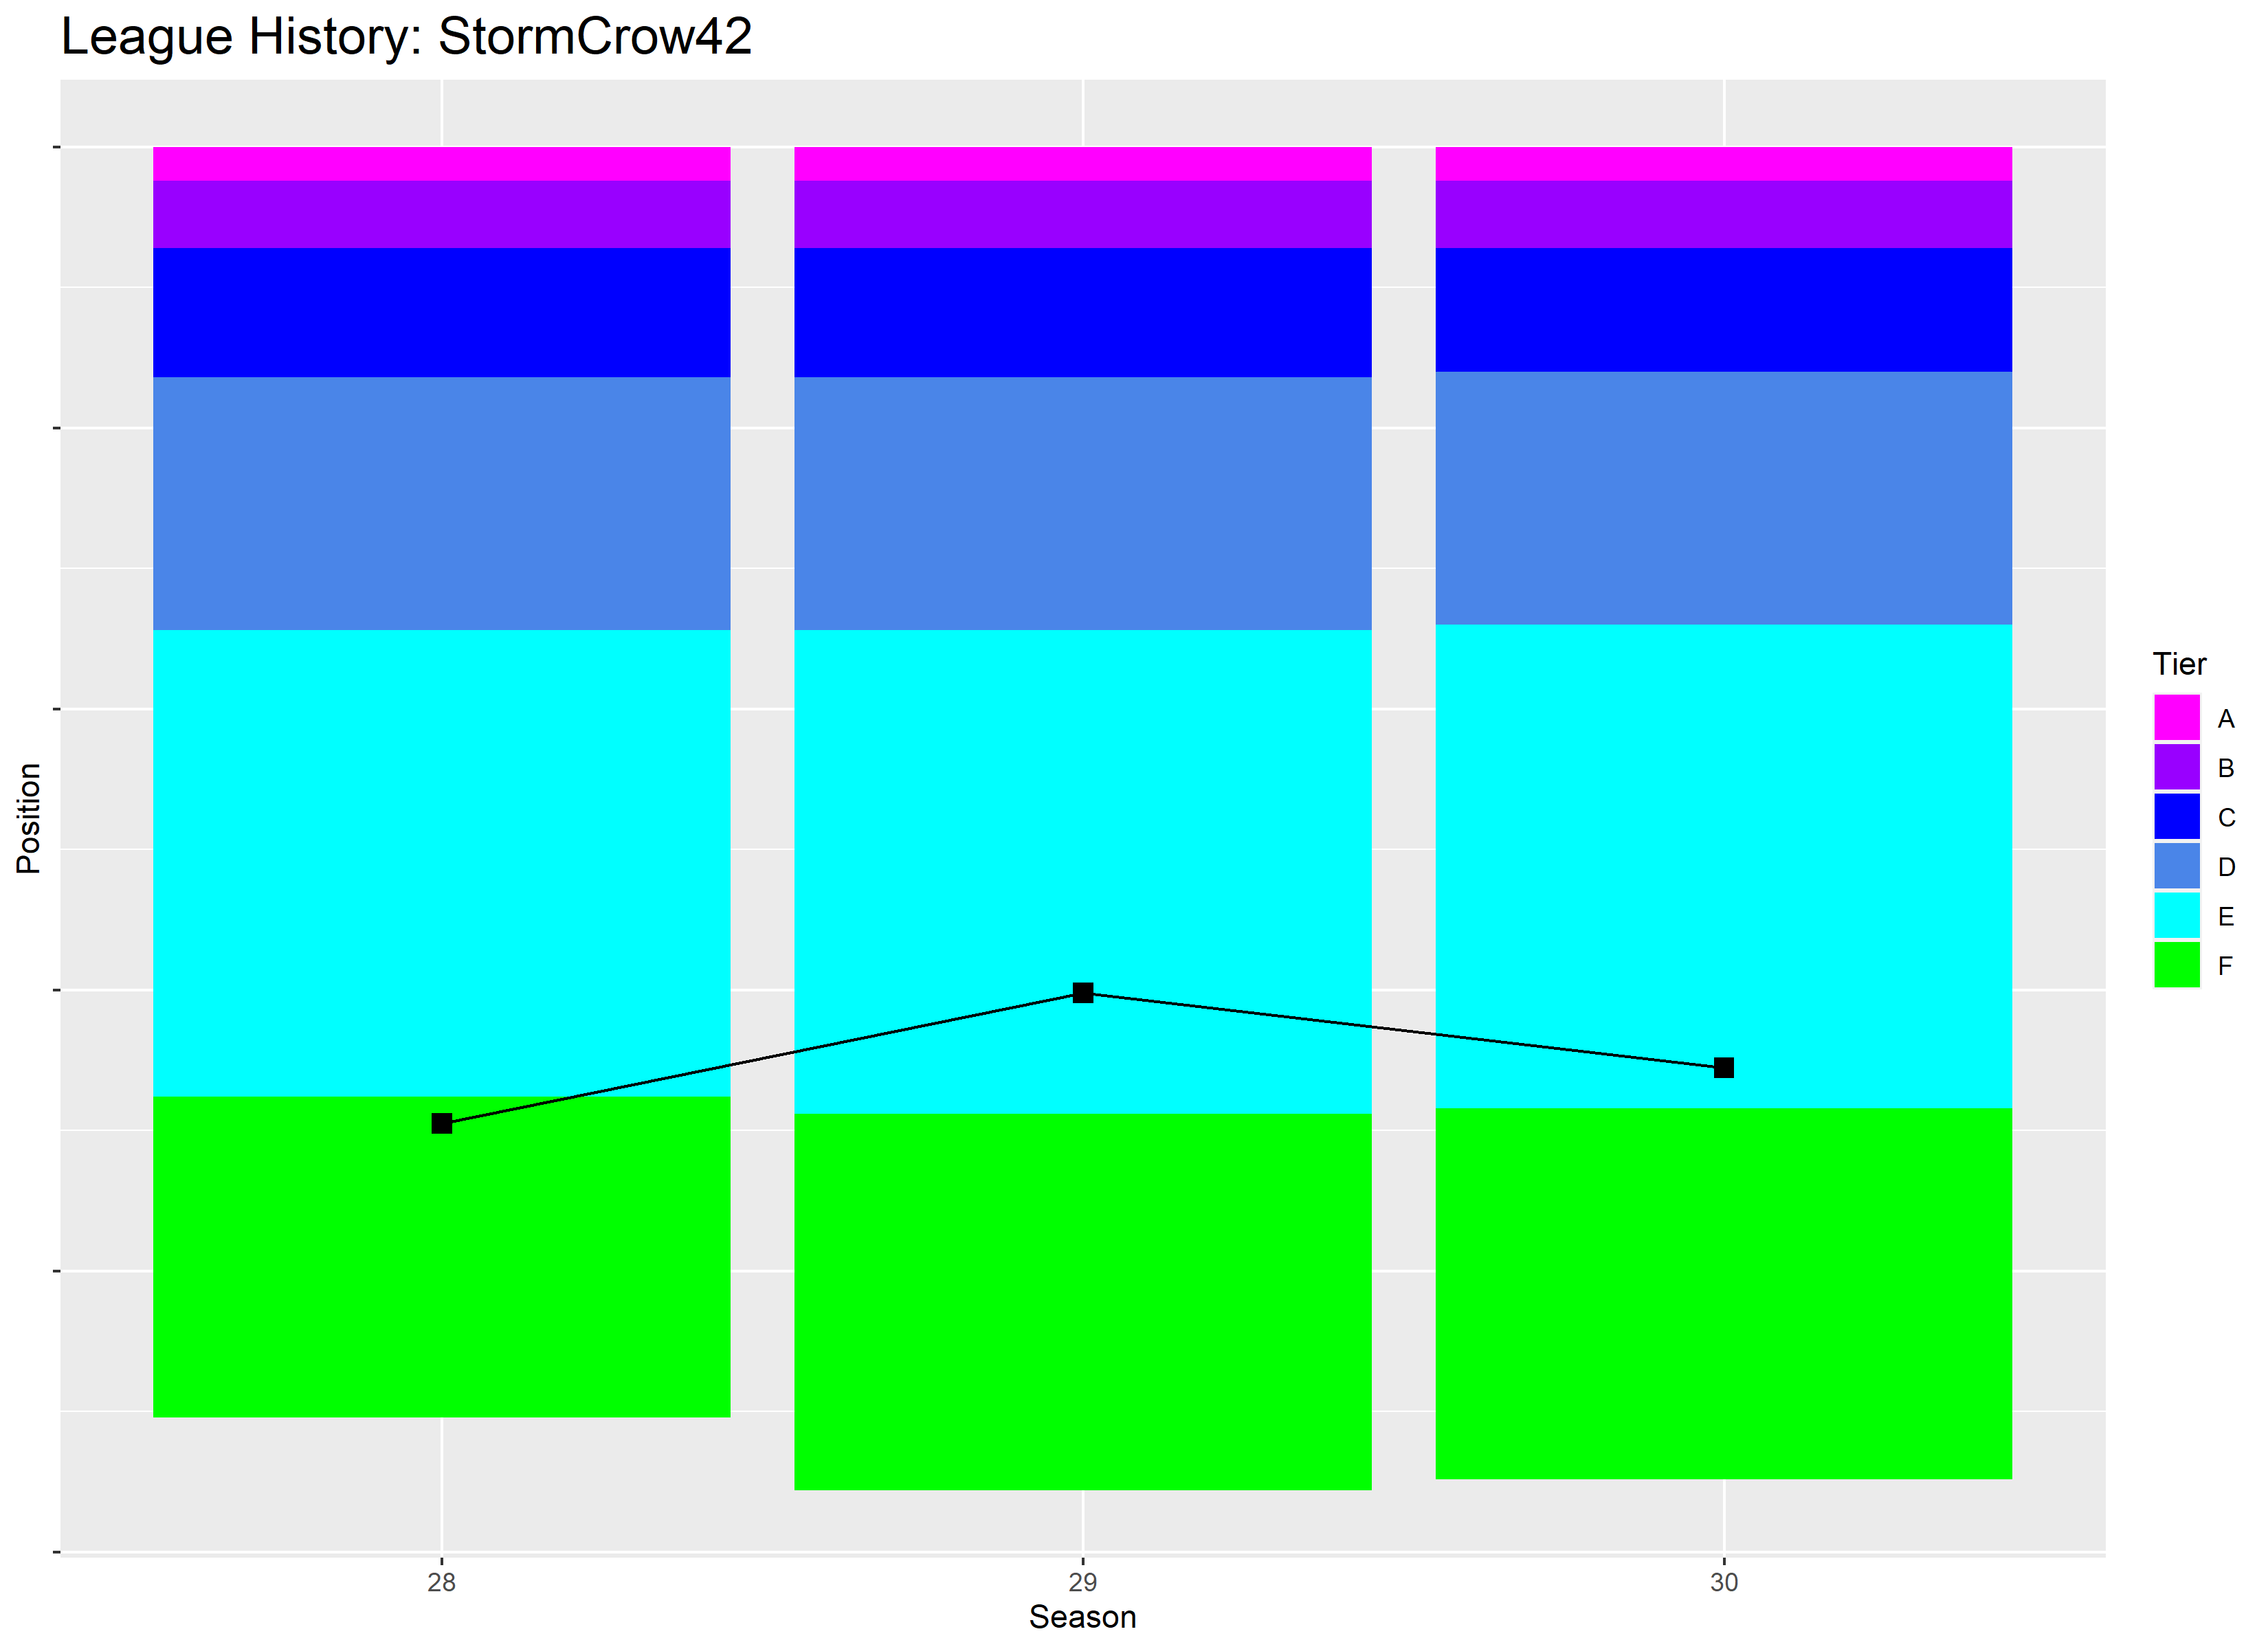 League History: StormCrow42
Position
28
29
30
Season
Tier
A
B
C
D
E
F